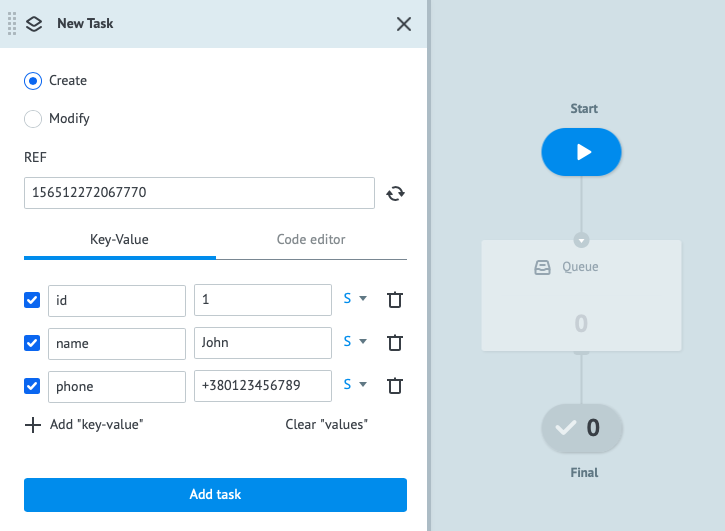 New Task
Create
Modify
REF
156512272067770
Key-Value
Code editor
id
1
S
name
John
S
phone
+380123456789
S
Add "key-value"
Clear "values"
Add task
Start
Queue
0
0
Final